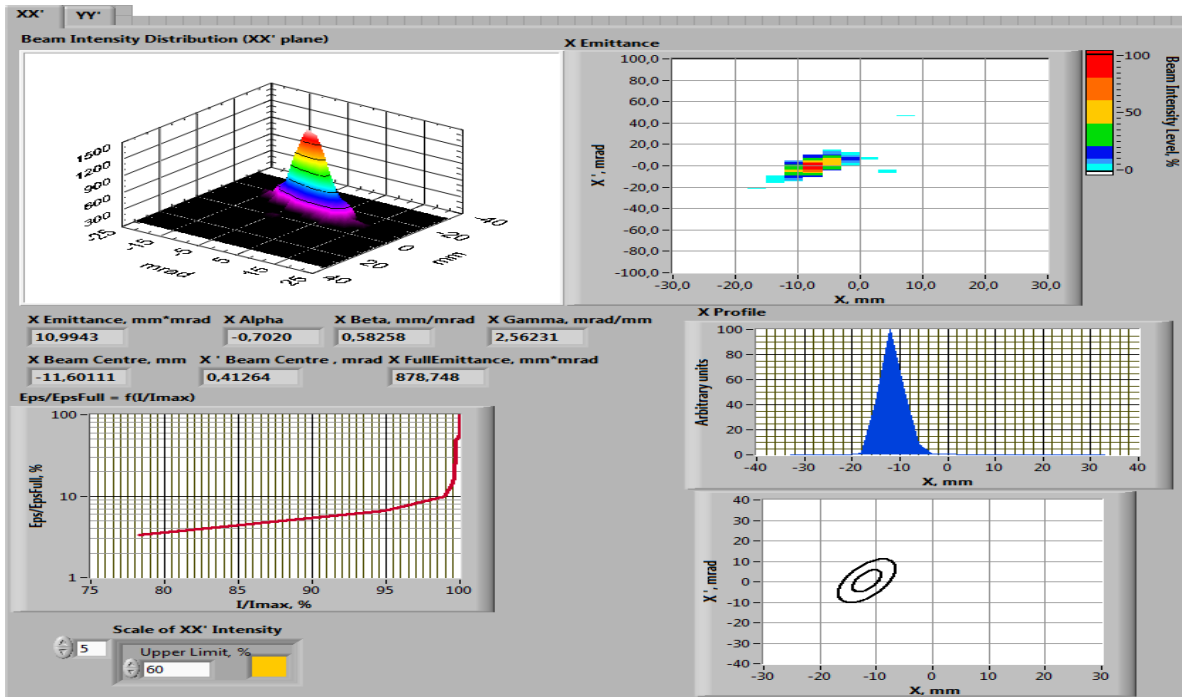 XX' YY'
Beam Intensity Distribution (XX' plane)
1500
1200
900
600
300
-25
-15
-5
5
15
25
mrad
40
20
0
-20
-40
mm
X Emittance
100,0
80,0
60,0
40,0
20,0
-0,0
-20,0
-40,0
-60,0
-80,0
-100,0
X', mrad
-30,0 -20,0 -10,0 0,0 10,0 20,0 30,0
X, mm
100
50
0
Beam Intensity Level, %
X Emittance, mm*mrad X Alpha X Beta, mm/mrad X Gamma, mrad/mm
10,9943 -0,7020 0,58258 2,56231
X Beam Centre, mm X ' Beam Centre , mrad X FullEmittance, mm*mrad
-11,60111 0,41264 878,748
Eps/EpsFull = f(I/Imax)
100
10
1
Eps/EpsFull, %
75 80 85 90 95 100
I/Imax, %
X Profile
100
80
60
40
20
0
Arbitrary units
-40 -30 -20 -10 0 10 20 30 40
X, mm
40
30
20
10
0
-10
-20
-30
-40
X', mrad
-30 -20 -10 0 10 20 30
X, mm
Scale of XX' Intensity
5
Upper Limit, %
60